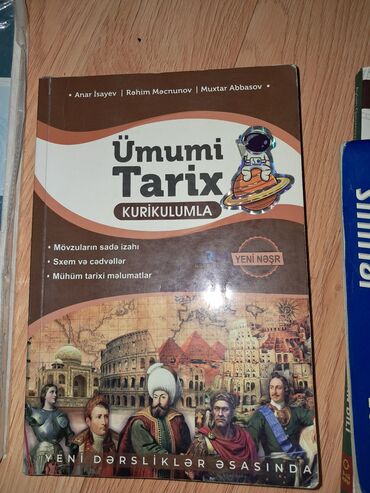 • Anar İsayev | Rəhim Məcnunov | Muxtar Abbasov •
Ümumi
Tarix
KURİKULUMLA
• Mövzuların sadə izahı
• Sxem və cədvəllər
• Mühüm tarixi məlumatlar
YENİ NƏŞR
YENİ DƏRSLİKLƏR ƏSASINDA